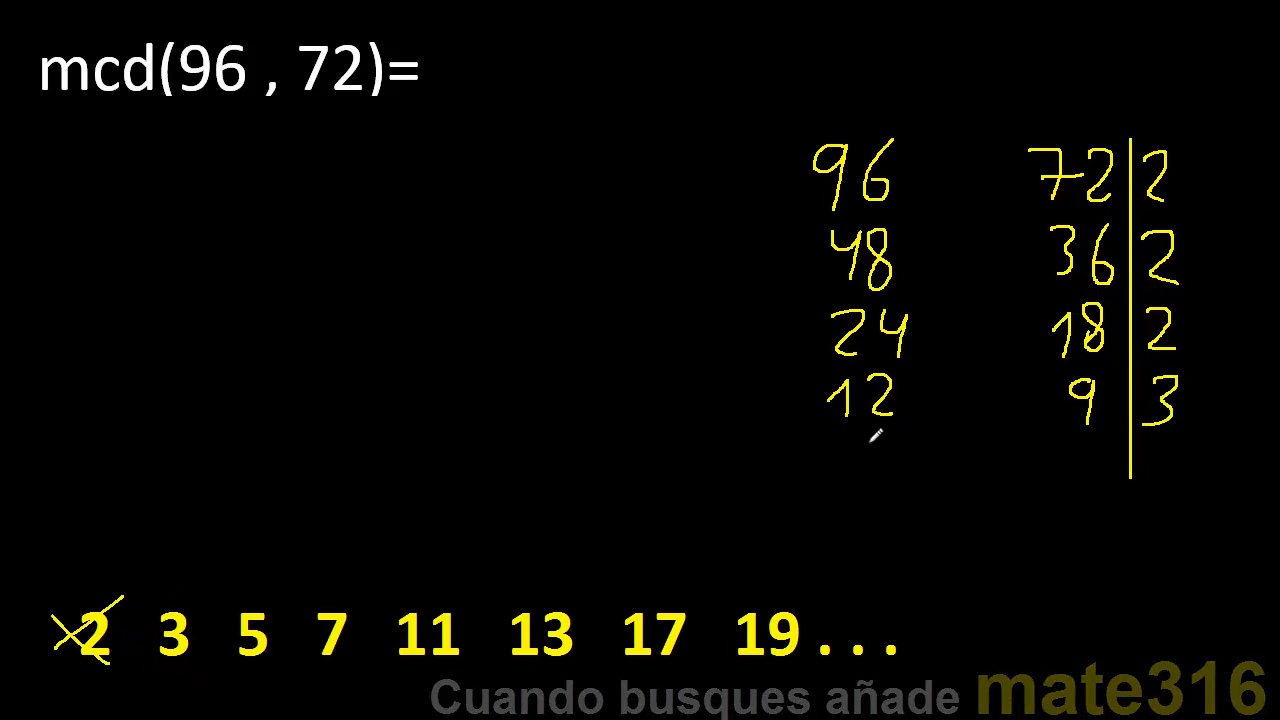 mcd(96 , 72)=
96 72 2
48 36 2
24 18 2
12 9 3
2 3 5 7 11 13 17 19 . . .
Cuando busques añade mate316